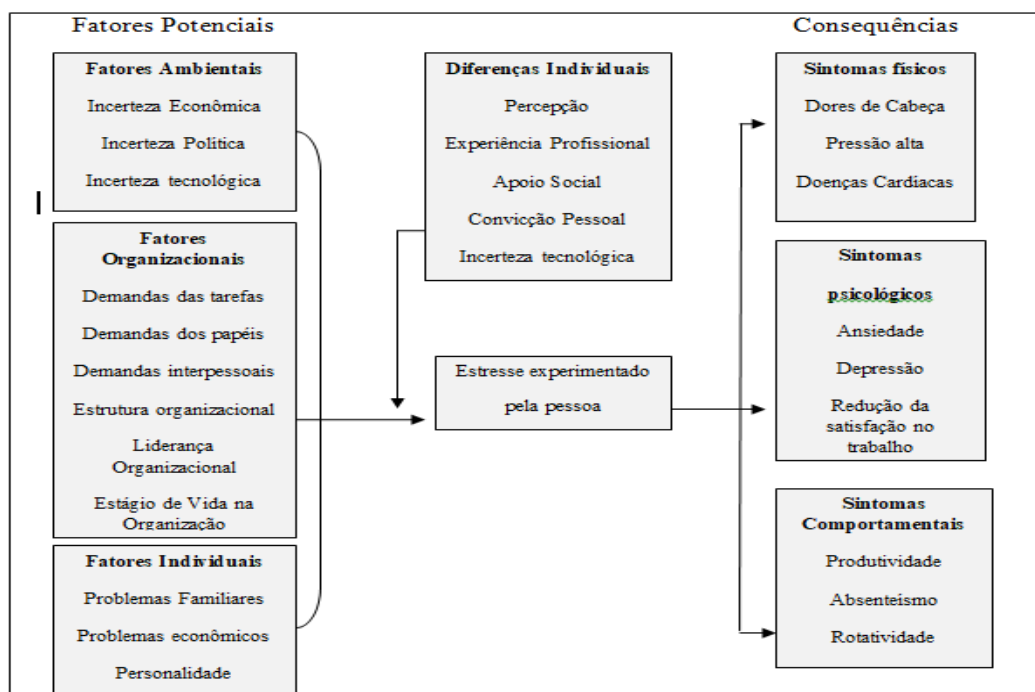 Fatores Potenciais
Fatores Ambientais
Incerteza Econômica
Incerteza Política
Incerteza tecnológica
Fatores
Organizacionais
Demandas das tarefas
Demandas dos papéis
Demandas interpessoais
Estrutura organizacional
Liderança
Organizacional
Estágio de Vida na
Organização
Fatores Individuais
Problemas Familiares
Problemas econômicos
Personalidade
Diferenças Individuais
Percepção
Experiência Profissional
Apoio Social
Convicção Pessoal
Incerteza tecnológica
Estresse experimentado
pela pessoa
Consequências
Sintomas físicos
Dores de Cabeça
Pressão alta
Doenças Cardíacas
Sintomas
psicológicos
Ansiedade
Depressão
Redução da
satisfação no
trabalho
Sintomas
Comportamentais
Produtividade
Absenteísmo
Rotatividade